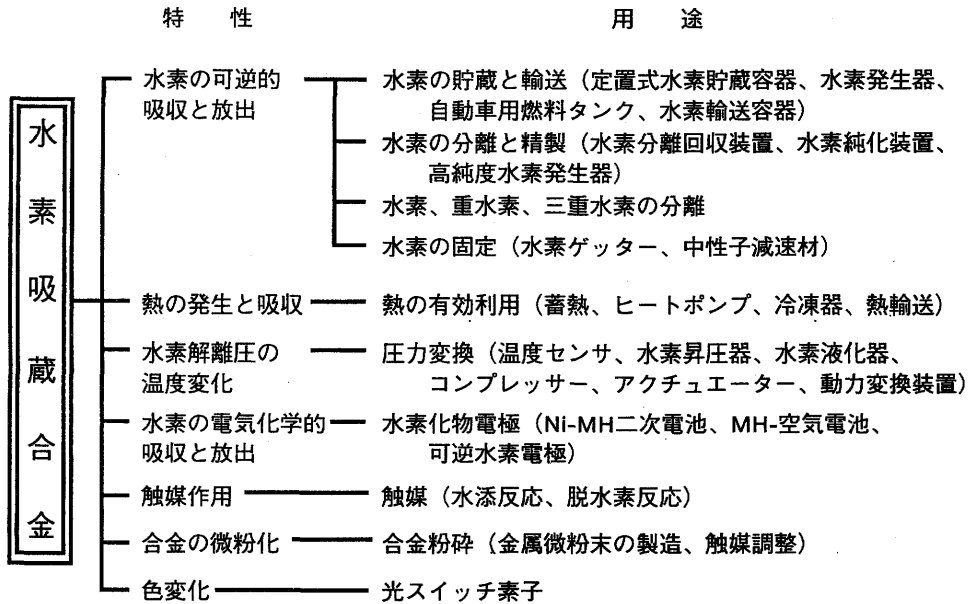 特 性 用 途
水素吸蔵合金
水素の可逆的
吸収と放出
水素の貯蔵と輸送（定置式水素貯蔵容器、水素発生器、
自動車用燃料タンク、水素輸送容器）
水素の分離と精製（水素分離回収装置、水素純化装置、
高純度水素発生器）
水素、重水素、三重水素の分離
水素の固定（水素ゲッター、中性子減速材）
熱の発生と吸収
熱の有効利用（蓄熱、ヒートポンプ、冷凍器、熱輸送）
水素解離圧の
温度変化
圧力変換（温度センサ、水素昇圧器、水素液化器、
コンプレッサー、アクチュエーター、動力変換装置）
水素の電気化学的
吸収と放出
水素化物電極（Ni-MH二次電池、MH-空気電池、
可逆水素電極）
触媒作用
触媒（水添反応、脱水素反応）
合金の微粉化
合金粉砕（金属微粉末の製造、触媒調整）
色変化
光スイッチ素子